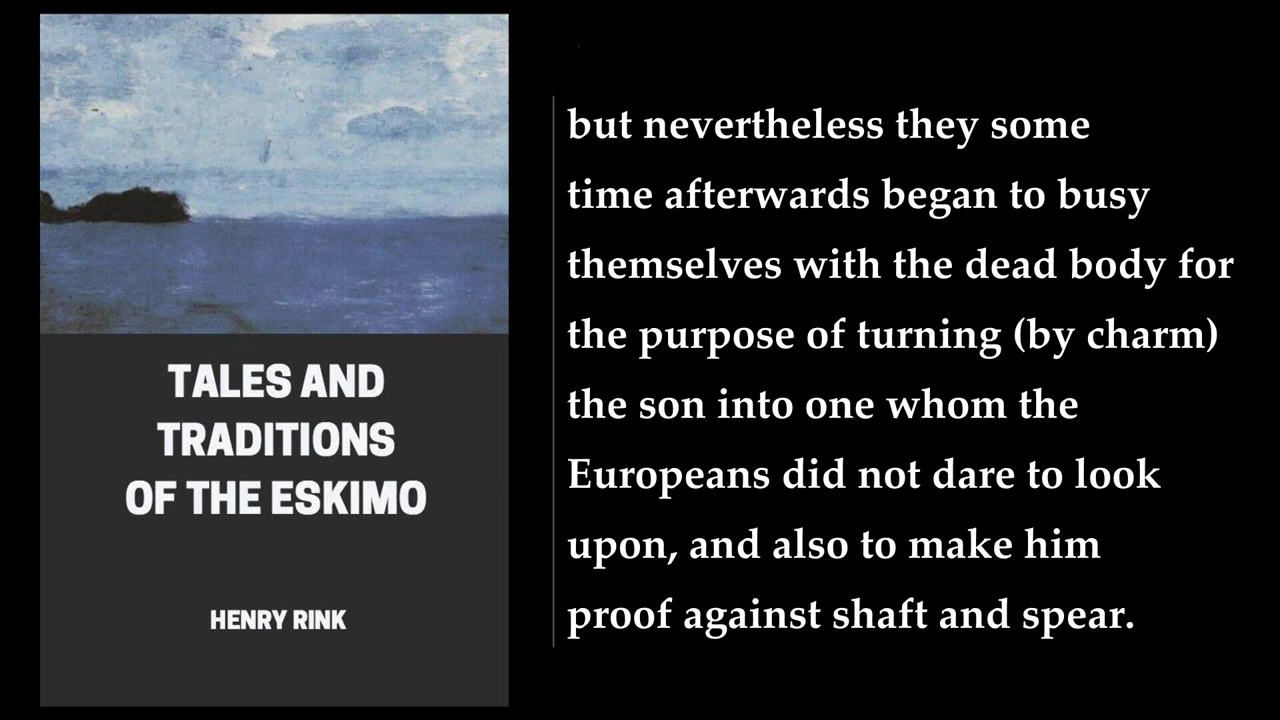 TALES AND
TRADITIONS
OF THE ESKIMO
HENRY RINK
but nevertheless they some
time afterwards began to busy
themselves with the dead body for
the purpose of turning (by charm)
the son into one whom the
Europeans did not dare to look
upon, and also to make him
proof against shaft and spear.